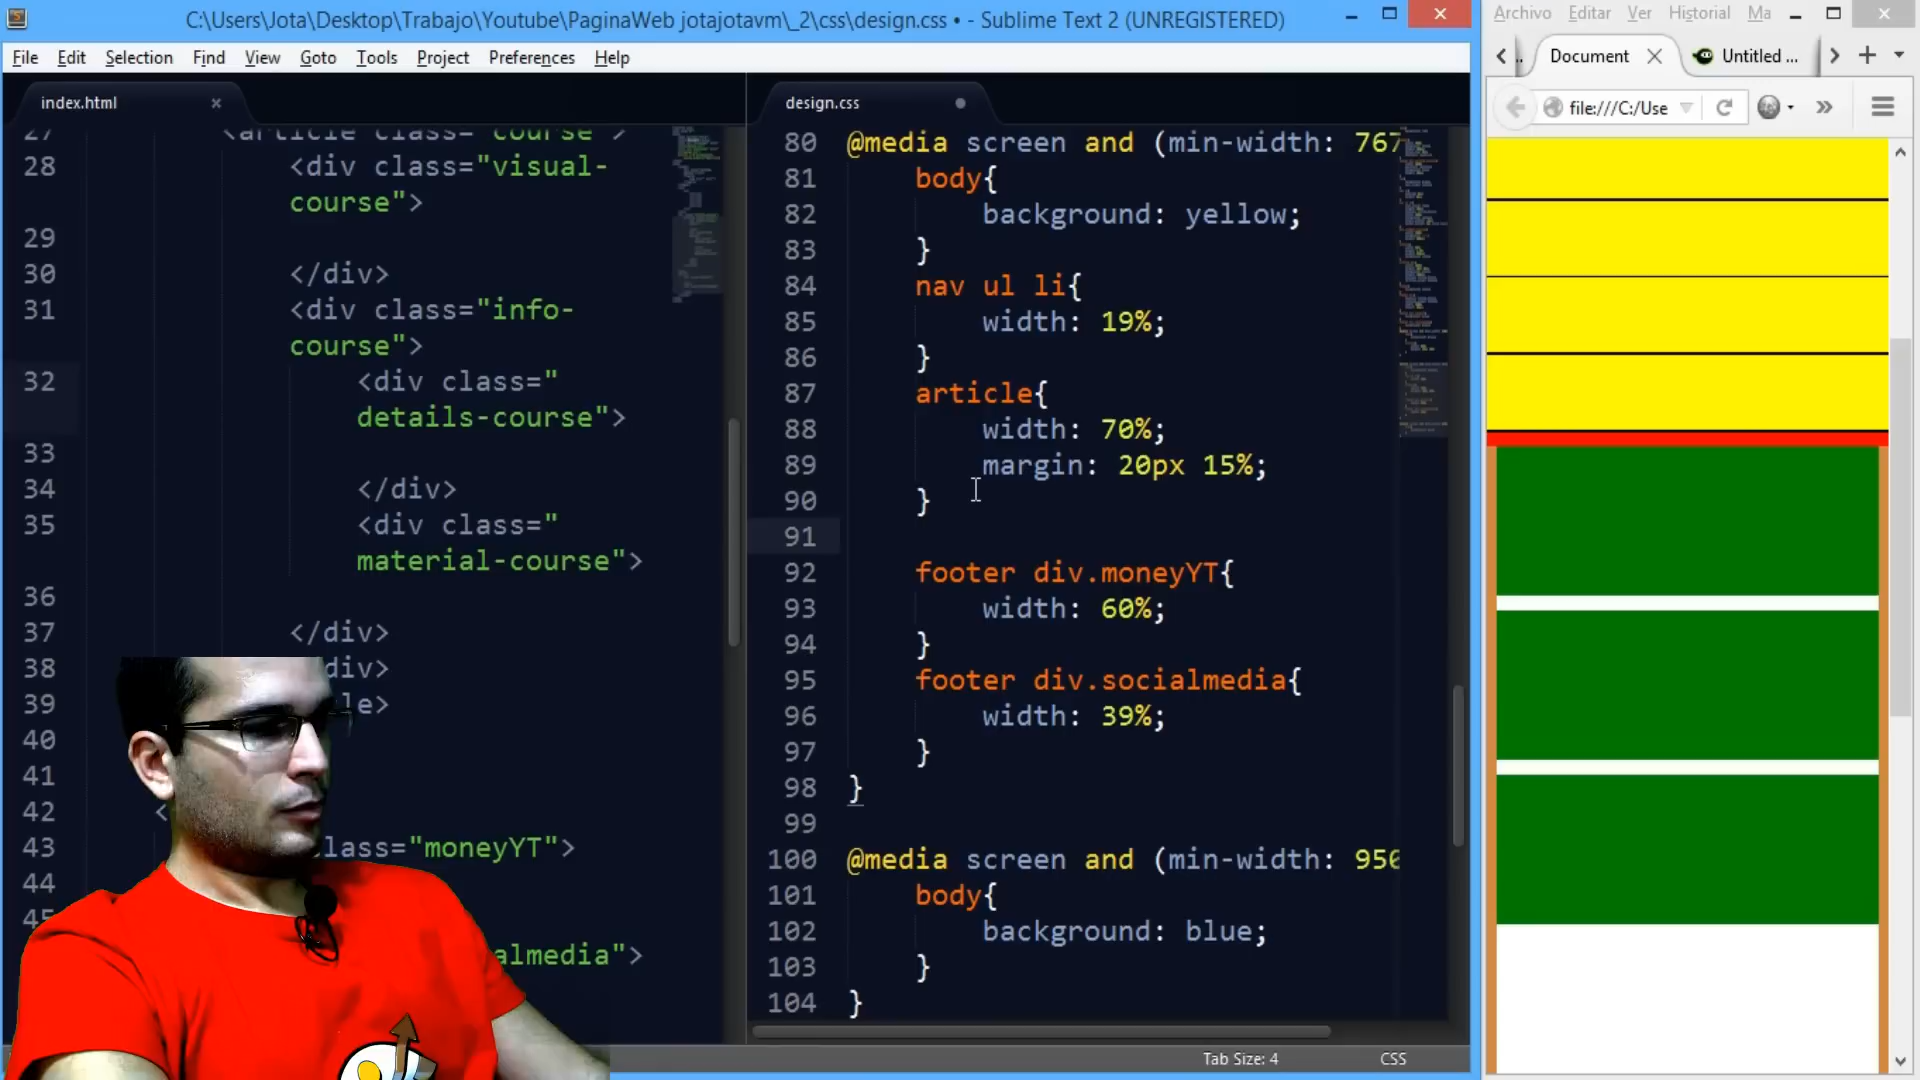 C:\Users\Jota\Desktop\Trabajo\Youtube\PaginaWeb jotajotavm\_2\css\design.css • - Sublime Text 2 (UNREGISTERED)
File Edit Selection Find View Goto Tools Project Preferences Help
index.html
27 <article class="course">
28 <div class="visual-
course">
29
30 </div>
31 <div class="info-
course">
32 <div class="
details-course">
33
34 </div>
35 <div class="
material-course">
36
37 </div>
38 div>
39 le>
40
41
42 <
43 class="moneyYT">
44
45
almedia">
design.css
80 @media screen and (min-width: 767
81 body{
82 background: yellow;
83 }
84 nav ul li{
85 width: 19%;
86 }
87 article{
88 width: 70%;
89 margin: 20px 15%;
90 }
91
92 footer div.moneyYT{
93 width: 60%;
94 }
95 footer div.socialmedia{
96 width: 39%;
97 }
98 }
99
100 @media screen and (min-width: 950
101 body{
102 background: blue;
103 }
104 }
Tab Size: 4 CSS
Archivo Editar Ver Historial Ma
Document Untitled ...
file:///C:/Use